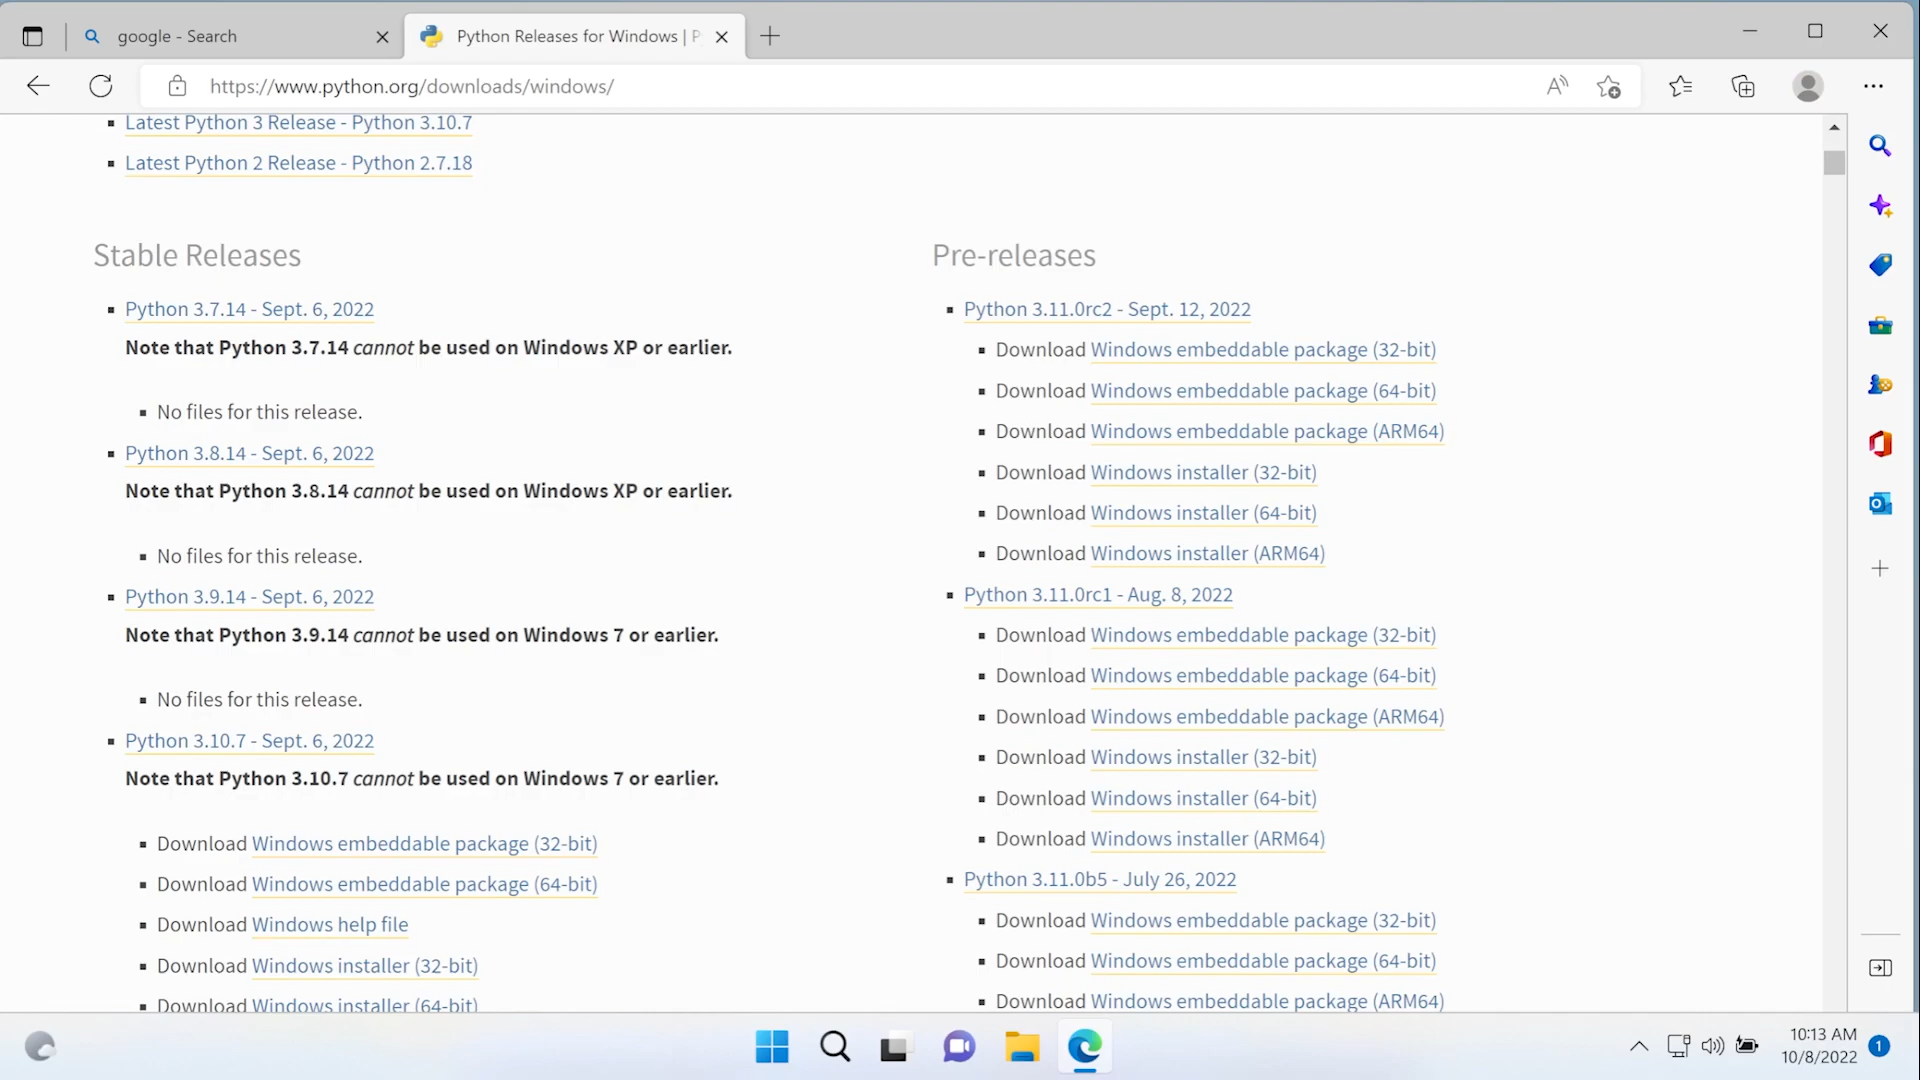 google - Search
Python Releases for Windows | P
https://www.python.org/downloads/windows/
Latest Python 3 Release - Python 3.10.7
Latest Python 2 Release - Python 2.7.18
Stable Releases
Python 3.7.14 - Sept. 6, 2022
Note that Python 3.7.14 cannot be used on Windows XP or earlier.
No files for this release.
Python 3.8.14 - Sept. 6, 2022
Note that Python 3.8.14 cannot be used on Windows XP or earlier.
No files for this release.
Python 3.9.14 - Sept. 6, 2022
Note that Python 3.9.14 cannot be used on Windows 7 or earlier.
No files for this release.
Python 3.10.7 - Sept. 6, 2022
Note that Python 3.10.7 cannot be used on Windows 7 or earlier.
Download Windows embeddable package (32-bit)
Download Windows embeddable package (64-bit)
Download Windows help file
Download Windows installer (32-bit)
Download Windows installer (64-bit)
Pre-releases
Python 3.11.0rc2 - Sept. 12, 2022
Download Windows embeddable package (32-bit)
Download Windows embeddable package (64-bit)
Download Windows embeddable package (ARM64)
Download Windows installer (32-bit)
Download Windows installer (64-bit)
Download Windows installer (ARM64)
Python 3.11.0rc1 - Aug. 8, 2022
Download Windows embeddable package (32-bit)
Download Windows embeddable package (64-bit)
Download Windows embeddable package (ARM64)
Download Windows installer (32-bit)
Download Windows installer (64-bit)
Download Windows installer (ARM64)
Python 3.11.0b5 - July 26, 2022
Download Windows embeddable package (32-bit)
Download Windows embeddable package (64-bit)
Download Windows embeddable package (ARM64)
10:13 AM
10/8/2022
1